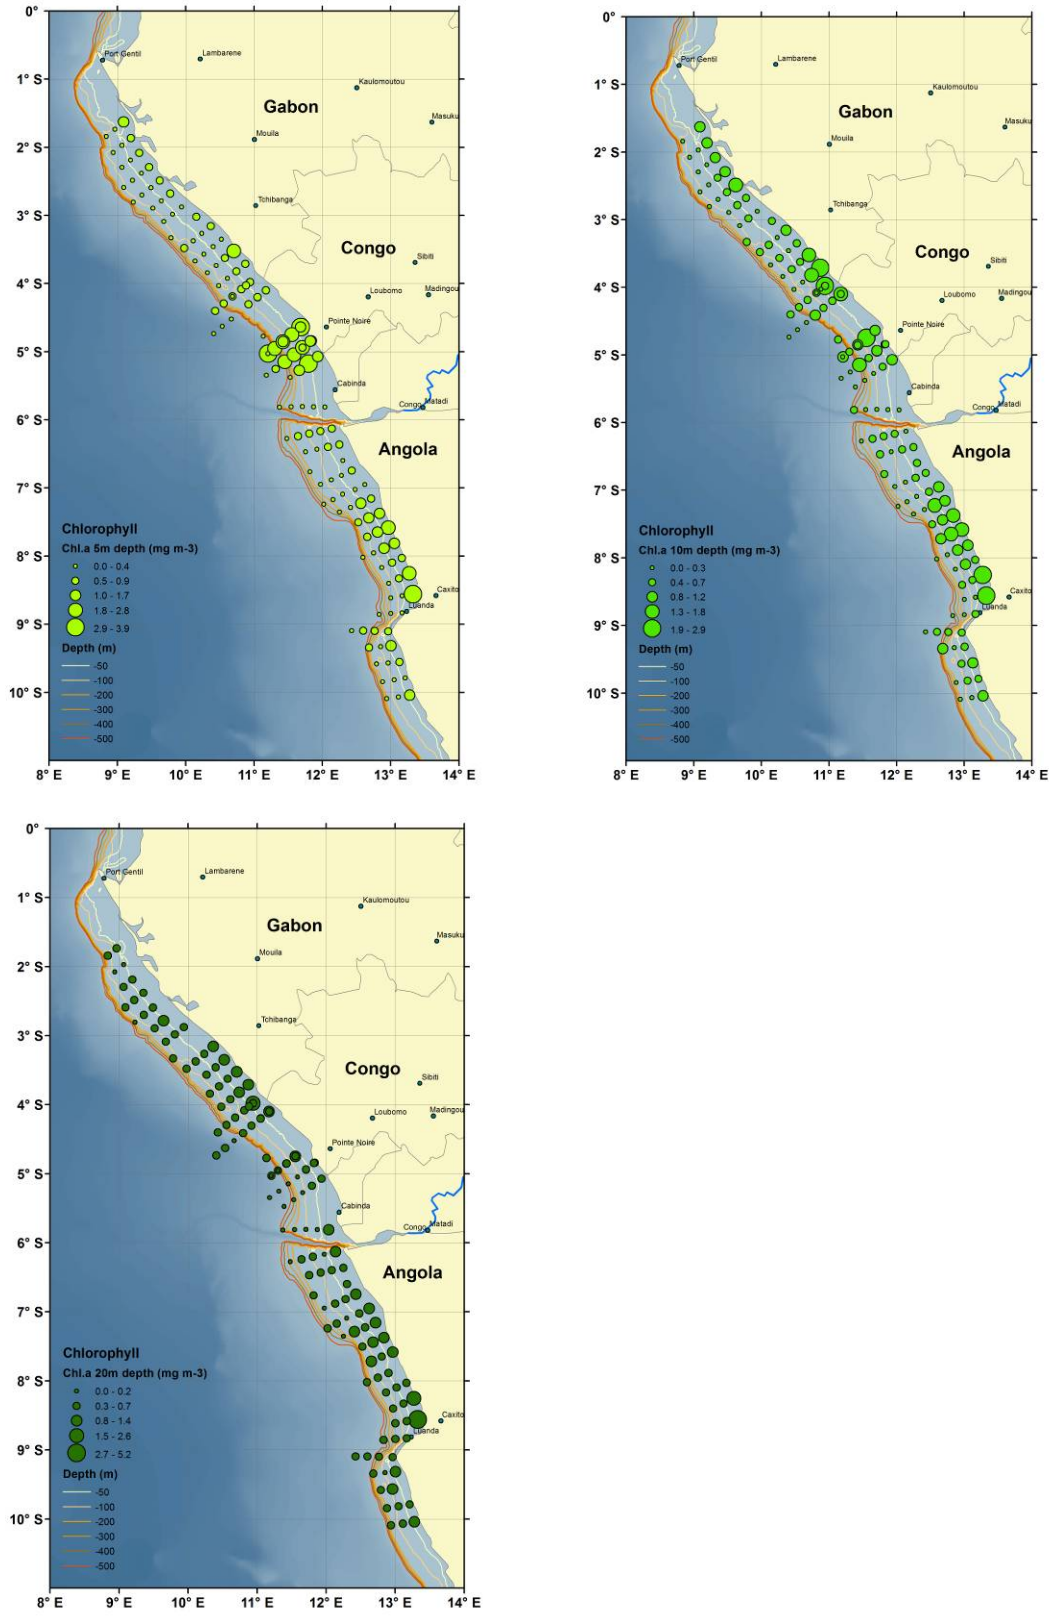 0°
1° S
2° S
3° S
4° S
5° S
6° S
7° S
8° S
9° S
10° S
Port Gentil
Lambarene
Kaulomoutou
Gabon
Masuku
Mouila
Tchibanga
Congo
Sibiti
Loubomo
Madingou
Pointe Noire
Cabinda
Congo
Matadi
Angola
Caxito
Luanda
Chlorophyll
Chl.a 5m depth (mg m-3)
0.0 - 0.4
0.5 - 0.9
1.0 - 1.7
1.8 - 2.8
2.9 - 3.9
Depth (m)
-50
-100
-200
-300
-400
-500
8° E
9° E
10° E
11° E
12° E
13° E
14° E
0°
1° S
2° S
3° S
4° S
5° S
6° S
7° S
8° S
9° S
10° S
Port Gentil
Lambarene
Kaulomoutou
Gabon
Masuku
Mouila
Tchibanga
Congo
Sibiti
Loubomo
Madingou
Pointe Noire
Cabinda
Congo
Matadi
Angola
Caxito
Luanda
Chlorophyll
Chl.a 10m depth (mg m-3)
0.0 - 0.3
0.4 - 0.7
0.8 - 1.2
1.3 - 1.8
1.9 - 2.9
Depth (m)
-50
-100
-200
-300
-400
-500
8° E
9° E
10° E
11° E
12° E
13° E
14° E
0°
1° S
2° S
3° S
4° S
5° S
6° S
7° S
8° S
9° S
10° S
Port Gentil
Lambarene
Kaulomoutou
Gabon
Masuku
Mouila
Tchibanga
Congo
Sibiti
Loubomo
Madingou
Pointe Noire
Cabinda
Congo
Matadi
Angola
Caxito
Luanda
Chlorophyll
Chl.a 20m depth (mg m-3)
0.0 - 0.2
0.3 - 0.7
0.8 - 1.4
1.5 - 2.6
2.7 - 5.2
Depth (m)
-50
-100
-200
-300
-400
-500
8° E
9° E
10° E
11° E
12° E
13° E
14° E